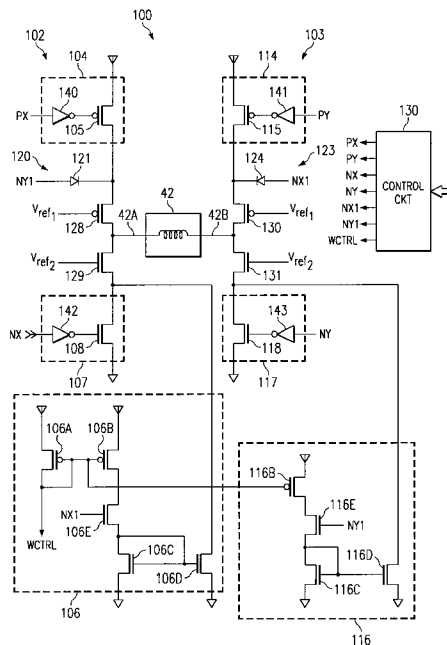 100
102
103
104
114
140
141
PX
PY
105
115
130
120
121
124
123
NY1
NX1
PX
PY
NX
NY
NX1
NY1
WCTRL
CONTROL
CKT
42
42A
42B
Vref1
128
Vref1
130
Vref2
129
Vref2
131
142
143
NX
NY
108
118
107
117
106A
106B
116B
NX1
106E
116E
NY1
WCTRL
106C
106D
116C
116D
106
116